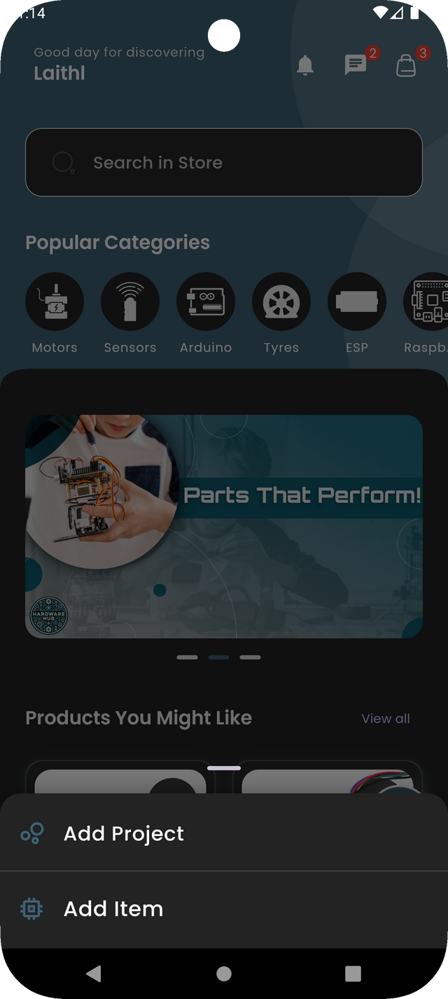 :14
Good day for discovering
Laithl
2
3
Search in Store
Popular Categories
Motors
Sensors
Arduino
Tyres
ESP
Raspb.
Parts That Perform!
HARDWARE
HUB
Products You Might Like
View all
Add Project
Add Item